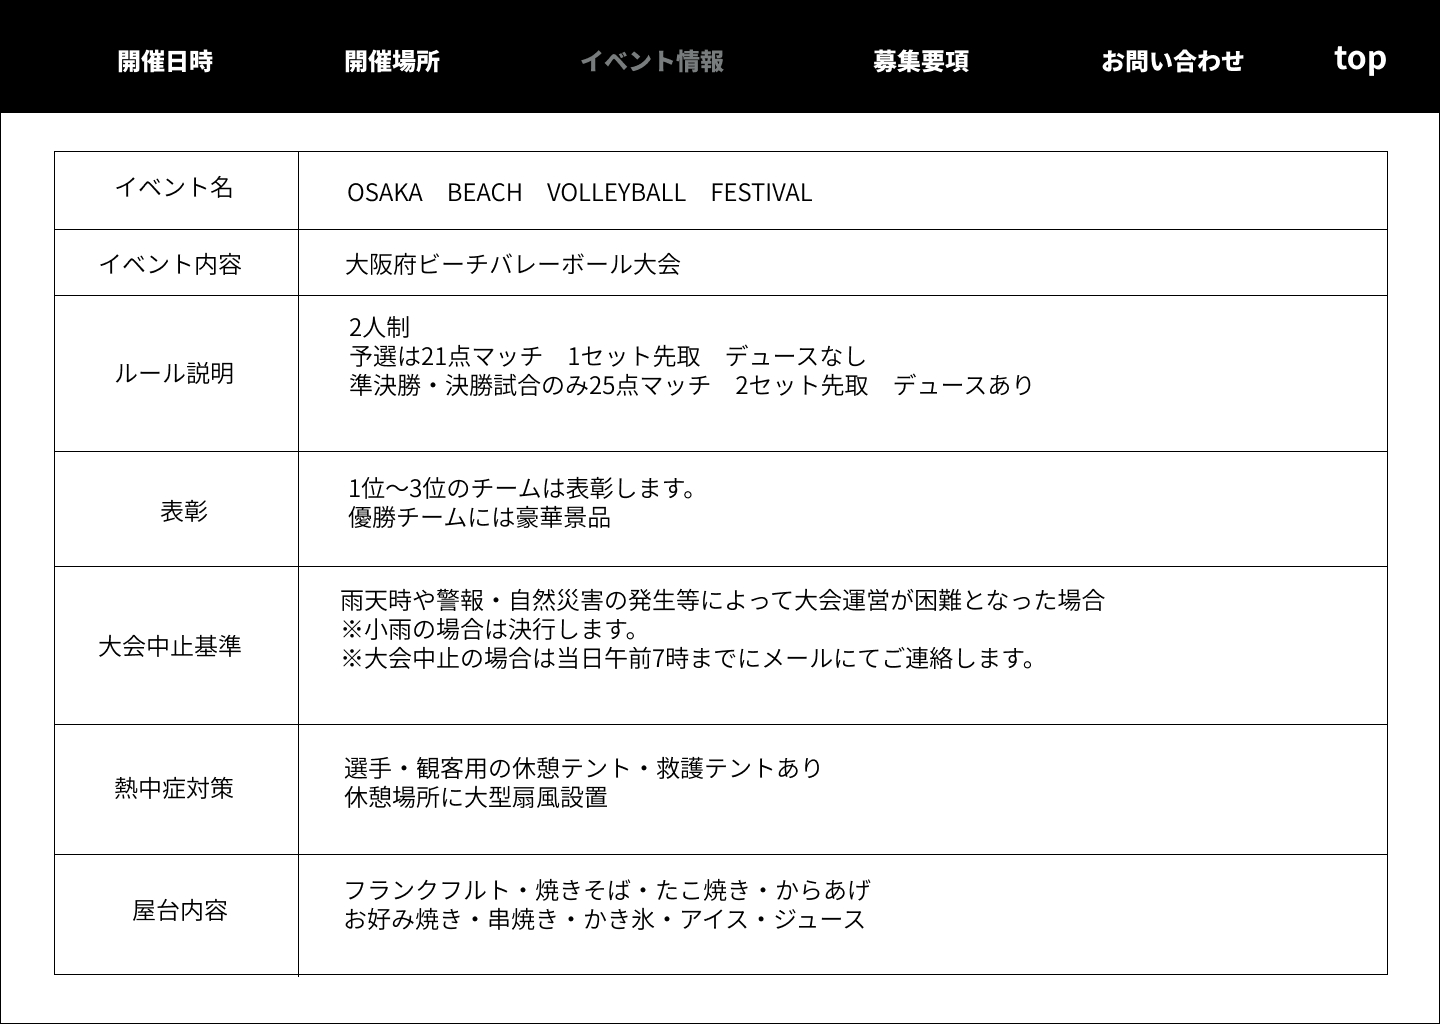 開催日時
開催場所
イベント情報
募集要項
お問い合わせ
top
イベント名
OSAKA　BEACH　VOLLEYBALL　FESTIVAL
イベント内容
大阪府ビーチバレーボール大会
ルール説明
2人制
予選は21点マッチ　1セット先取　デュースなし
準決勝・決勝試合のみ25点マッチ　2セット先取　デュースあり
表彰
1位～3位のチームは表彰します。
優勝チームには豪華景品
大会中止基準
雨天時や警報・自然災害の発生等によって大会運営が困難となった場合
※小雨の場合は決行します。
※大会中止の場合は当日午前7時までにメールにてご連絡します。
熱中症対策
選手・観客用の休憩テント・救護テントあり
休憩場所に大型扇風設置
屋台内容
フランクフルト・焼きそば・たこ焼き・からあげ
お好み焼き・串焼き・かき氷・アイス・ジュース